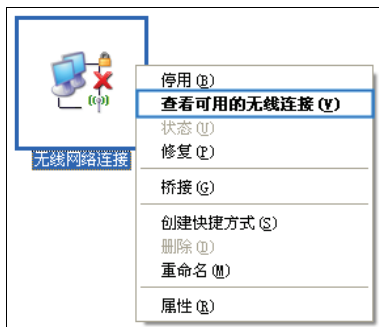 停用(B)
查看可用的无线连接(V)
状态(U)
修复(P)
无线网络连接
桥接(G)
创建快捷方式(S)
删除(D)
重命名(M)
属性(R)